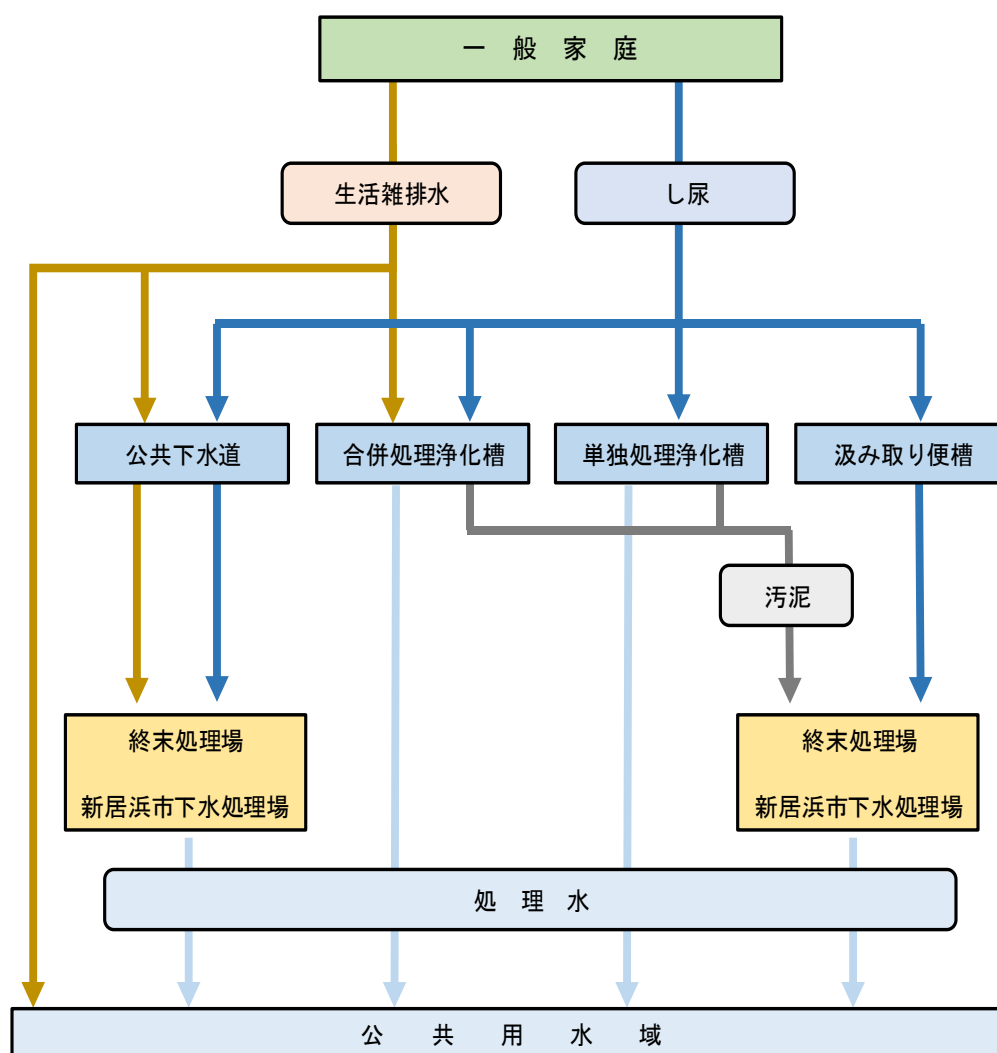 一 般 家 庭
生活雑排水
し尿
公共下水道
合併処理浄化槽
単独処理浄化槽
汲み取り便槽
汚泥
終末処理場
新居浜市下水処理場
終末処理場
新居浜市下水処理場
処 理 水
公 共 用 水 域